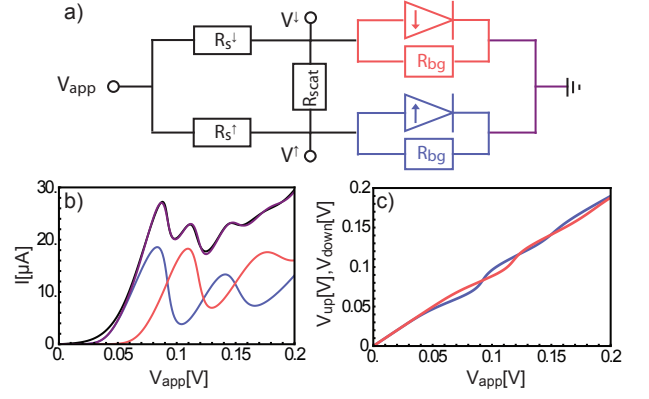 a)
V↓
Rs↓
↓
Rbg
Vapp
Rscat
Rs↑
↑
V↑
Rbg
b)
30.
20.
10.
0.
I[µA]
0. 0.05 0.1 0.15 0.2
Vapp[V]
c)
0.2
0.15
0.1
0.05
0.
Vup[V],Vdown[V]
0. 0.05 0.1 0.15 0.2
Vapp[V]